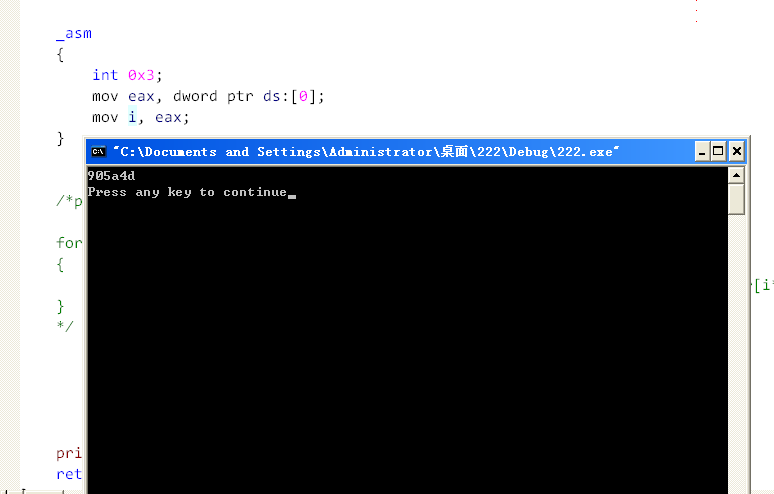 _asm
{
int 0x3;
mov eax, dword ptr ds:[0];
mov i, eax;
}
"C:\Documents and Settings\Administrator\桌面\222\Debug\222.exe"
905a4d
Press any key to continue
/*p
for
{
[i*
}
*/
pri
ret